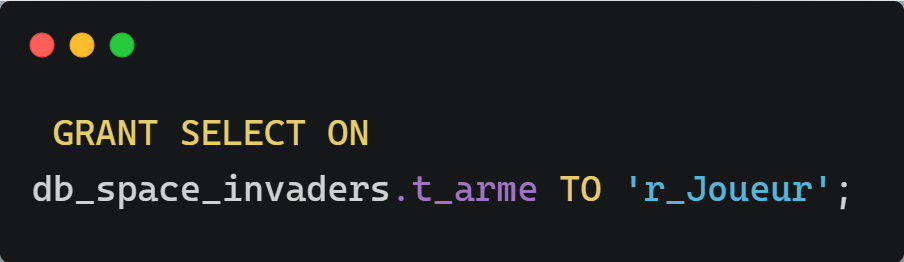 GRANT SELECT ON
db_space_invaders.t_arme TO 'r_Joueur';